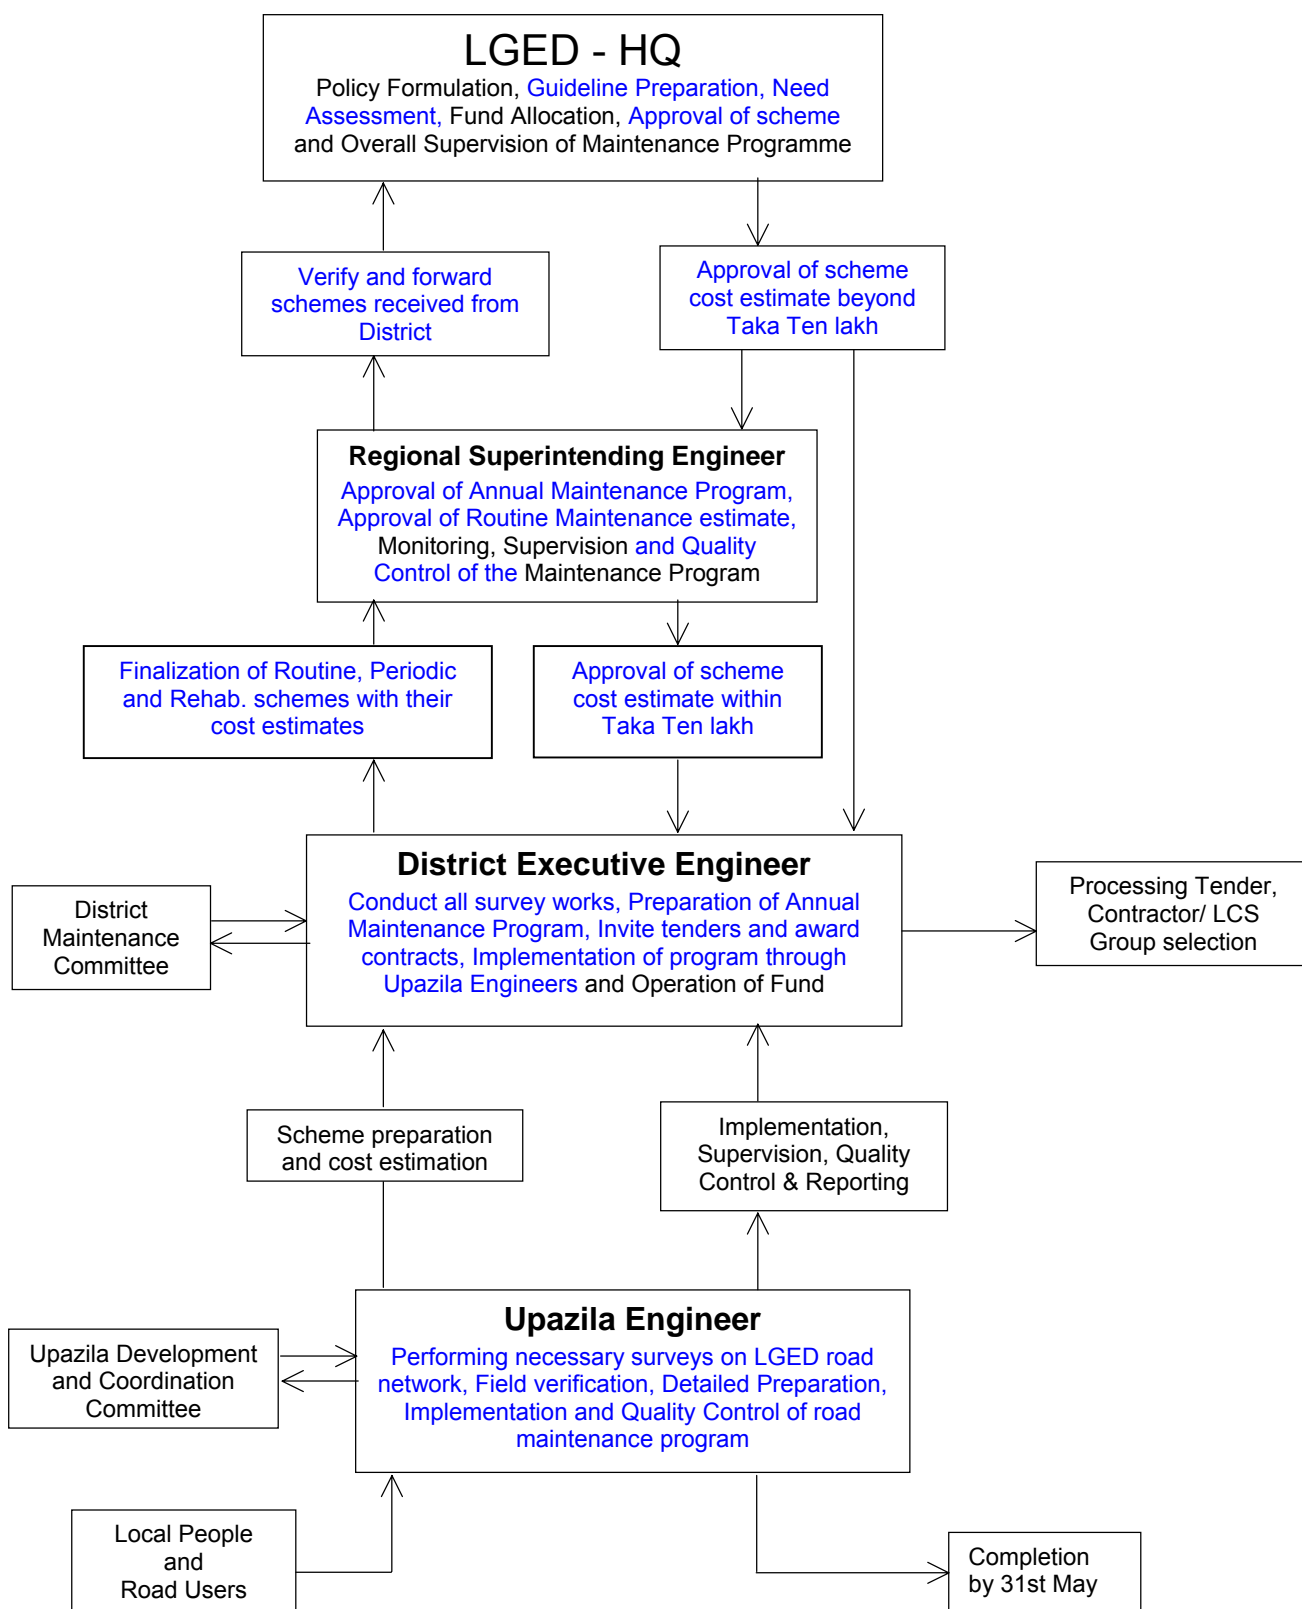 LGED - HQ
Policy Formulation, Guideline Preparation, Need
Assessment, Fund Allocation, Approval of scheme
and Overall Supervision of Maintenance Programme
Verify and forward
schemes received from
District
Approval of scheme
cost estimate beyond
Taka Ten lakh
Regional Superintending Engineer
Approval of Annual Maintenance Program,
Approval of Routine Maintenance estimate,
Monitoring, Supervision and Quality
Control of the Maintenance Program
Finalization of Routine, Periodic
and Rehab. schemes with their
cost estimates
Approval of scheme
cost estimate within
Taka Ten lakh
District Executive Engineer
Conduct all survey works, Preparation of Annual
Maintenance Program, Invite tenders and award
contracts, Implementation of program through
Upazila Engineers and Operation of Fund
District
Maintenance
Committee
Processing Tender,
Contractor/ LCS
Group selection
Scheme preparation
and cost estimation
Implementation,
Supervision, Quality
Control & Reporting
Upazila Engineer
Performing necessary surveys on LGED road
network, Field verification, Detailed Preparation,
Implementation and Quality Control of road
maintenance program
Upazila Development
and Coordination
Committee
Local People
and
Road Users
Completion
by 31st May